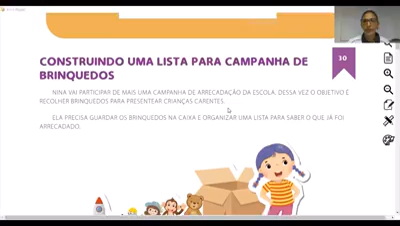 CONSTRUINDO UMA LISTA PARA CAMPANHA DE
BRINQUEDOS
30
NINA VAI PARTICIPAR DE MAIS UMA CAMPANHA DE ARRECADAÇÃO DA ESCOLA. DESSA VEZ O OBJETIVO É
RECOLHER BRINQUEDOS PARA PRESENTEAR CRIANÇAS CARENTES.
ELA PRECISA GUARDAR OS BRINQUEDOS NA CAIXA E ORGANIZAR UMA LISTA PARA SABER O QUE JÁ FOI
ARRECADADO.